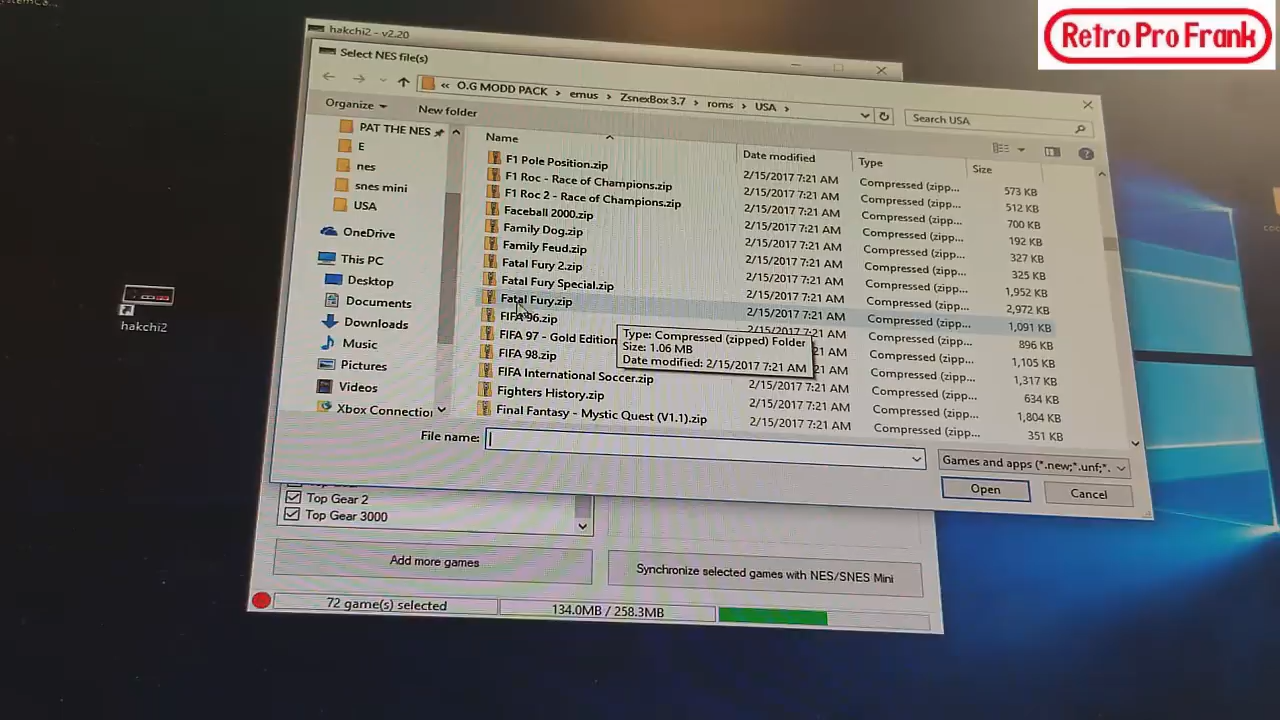 Retro Pro Frank
hakchi2 - v2.20
Select NES file(s)
« O.G MODD PACK > emus > ZsnexBox 3.7 > roms > USA >
Search USA
Organize
New folder
PAT THE NES
E
nes
snes mini
USA
OneDrive
This PC
Desktop
Documents
Downloads
Music
Pictures
Videos
Xbox Connection
Name Date modified Type Size
F1 Pole Position.zip 2/15/2017 7:21 AM Compressed (zipp... 573 KB
F1 Roc - Race of Champions.zip 2/15/2017 7:21 AM Compressed (zipp... 512 KB
F1 Roc 2 - Race of Champions.zip 2/15/2017 7:21 AM Compressed (zipp... 700 KB
Faceball 2000.zip 2/15/2017 7:21 AM Compressed (zipp... 192 KB
Family Dog.zip 2/15/2017 7:21 AM Compressed (zipp... 327 KB
Family Feud.zip 2/15/2017 7:21 AM Compressed (zipp... 325 KB
Fatal Fury 2.zip 2/15/2017 7:21 AM Compressed (zipp... 1,952 KB
Fatal Fury Special.zip 2/15/2017 7:21 AM Compressed (zipp... 2,972 KB
Fatal Fury.zip 2/15/2017 7:21 AM Compressed (zipp... 1,091 KB
FIFA 96.zip 2/15/2017 7:21 AM Compressed (zipp... 896 KB
FIFA 97 - Gold Edition 1,105 KB
FIFA 98.zip 1,317 KB
FIFA International Soccer.zip 2/15/2017 7:21 AM Compressed (zipp... 634 KB
Fighters History.zip 2/15/2017 7:21 AM Compressed (zipp... 1,804 KB
Final Fantasy - Mystic Quest (V1.1).zip 2/15/2017 7:21 AM Compressed (zipp... 351 KB
Type: Compressed (zipped) Folder
Size: 1.06 MB
Date modified: 2/15/2017 7:21 AM
File name:
Games and apps (*.new;*.unf;*.
Open
Cancel
hakchi2
Top Gear 2
Top Gear 3000
Add more games
Synchronize selected games with NES/SNES Mini
72 game(s) selected
134.0MB / 258.3MB